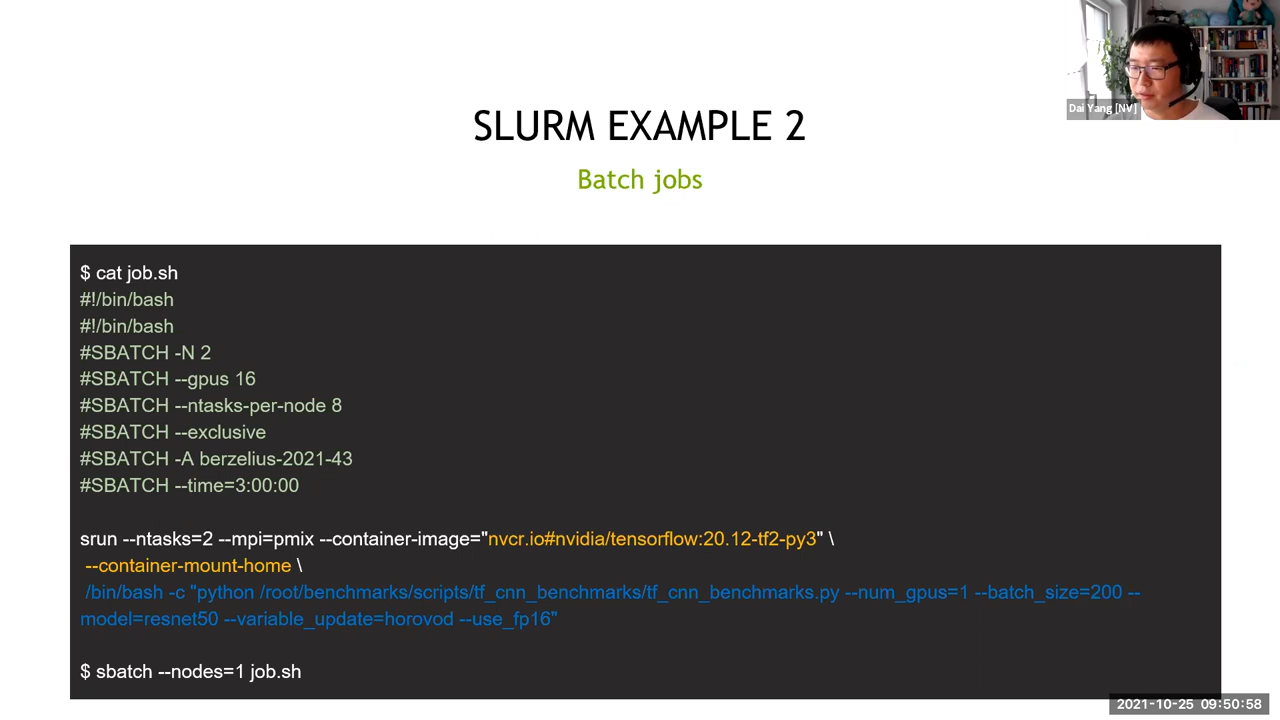 Dai Yang [NV]
SLURM EXAMPLE 2
Batch jobs
$ cat job.sh
#!/bin/bash
#!/bin/bash
#SBATCH -N 2
#SBATCH --gpus 16
#SBATCH --ntasks-per-node 8
#SBATCH --exclusive
#SBATCH -A berzelius-2021-43
#SBATCH --time=3:00:00
srun --ntasks=2 --mpi=pmix --container-image="nvcr.io#nvidia/tensorflow:20.12-tf2-py3" \
--container-mount-home \
/bin/bash -c "python /root/benchmarks/scripts/tf_cnn_benchmarks/tf_cnn_benchmarks.py --num_gpus=1 --batch_size=200 --
model=resnet50 --variable_update=horovod --use_fp16"
$ sbatch --nodes=1 job.sh
2021-10-25 09:50:58